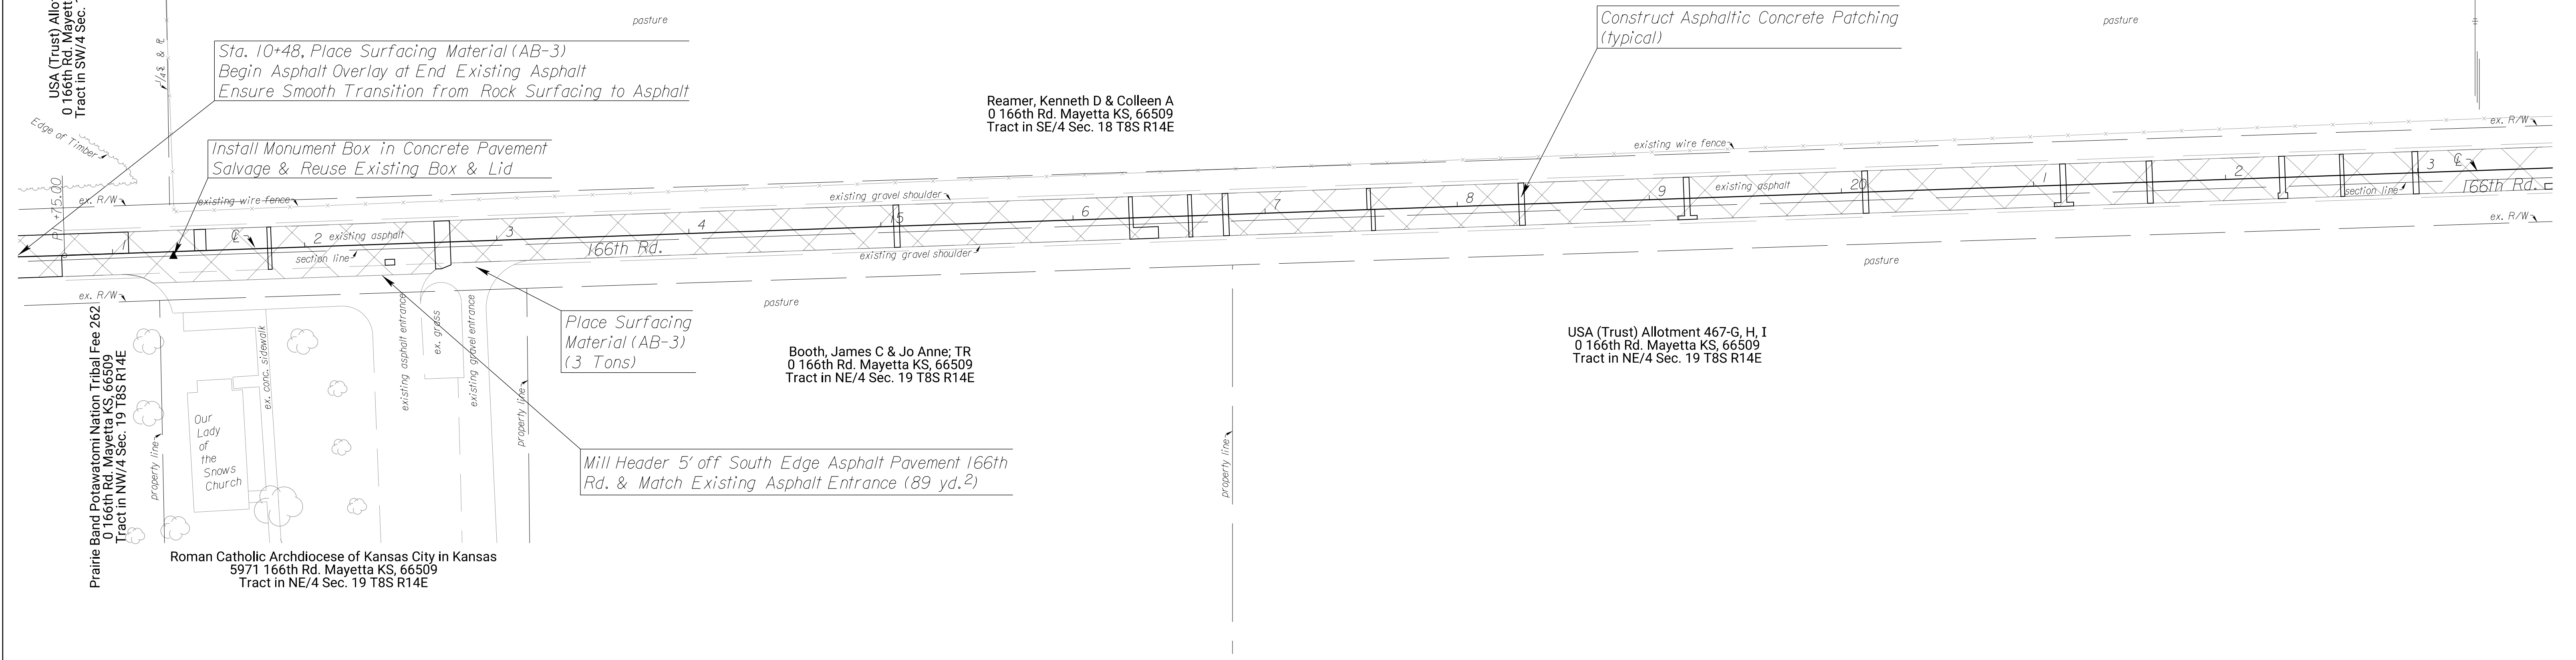 USA (Trust) Allo
0 166th Rd. Mayett
Tract in SW/4 Sec.
1/4 & R
pasture
pasture
Sta. 10+48, Place Surfacing Material (AB-3)
Begin Asphalt Overlay at End Existing Asphalt
Ensure Smooth Transition from Rock Surfacing to Asphalt
Construct Asphaltic Concrete Patching
(typical)
Reamer, Kenneth D & Colleen A
0 166th Rd. Mayetta KS, 66509
Tract in SE/4 Sec. 18 T8S R14E
Edge of Timber
Install Monument Box in Concrete Pavement
Salvage & Reuse Existing Box & Lid
PI +75.00
ex. R/W
existing wire fence
existing gravel shoulder
existing wire fence
ex. R/W
1
2
3
4
15
6
7
8
9
20
1
2
3
existing asphalt
section line
166th Rd.
existing gravel shoulder
existing asphalt
section line
166th Rd.
ex. R/W
ex. R/W
pasture
pasture
Place Surfacing
Material (AB-3)
(3 Tons)
Prairie Band Potawatomi Nation Tribal Fee 262
0 166th Rd. Mayetta KS, 66509
Tract in NW/4 Sec. 19 T8S R14E
property line
Our
Lady
of
the
Snows
Church
ex. conc. sidewalk
existing asphalt entrance
ex. grass
existing gravel entrance
property line
Booth, James C & Jo Anne; TR
0 166th Rd. Mayetta KS, 66509
Tract in NE/4 Sec. 19 T8S R14E
USA (Trust) Allotment 467-G, H, I
0 166th Rd. Mayetta KS, 66509
Tract in NE/4 Sec. 19 T8S R14E
property line
Mill Header 5' off South Edge Asphalt Pavement 166th
Rd. & Match Existing Asphalt Entrance (89 yd.²)
Roman Catholic Archdiocese of Kansas City in Kansas
5971 166th Rd. Mayetta KS, 66509
Tract in NE/4 Sec. 19 T8S R14E